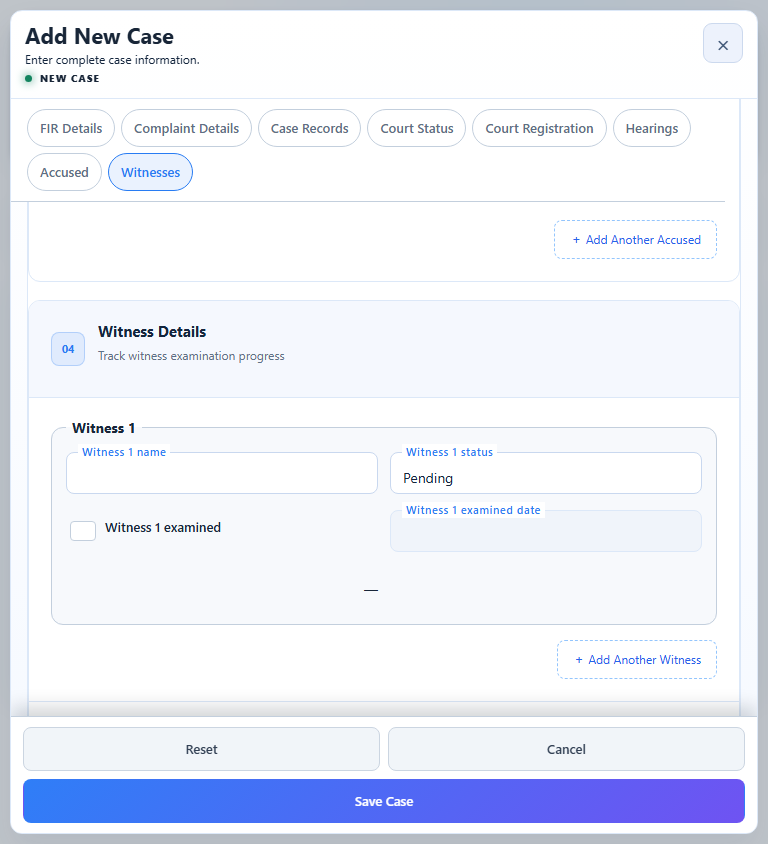 Add New Case
Enter complete case information.
NEW CASE
×
FIR Details
Complaint Details
Case Records
Court Status
Court Registration
Hearings
Accused
Witnesses
+ Add Another Accused
04
Witness Details
Track witness examination progress
Witness 1
Witness 1 name
Witness 1 status
Pending
Witness 1 examined
Witness 1 examined date
—
+ Add Another Witness
Reset
Cancel
Save Case